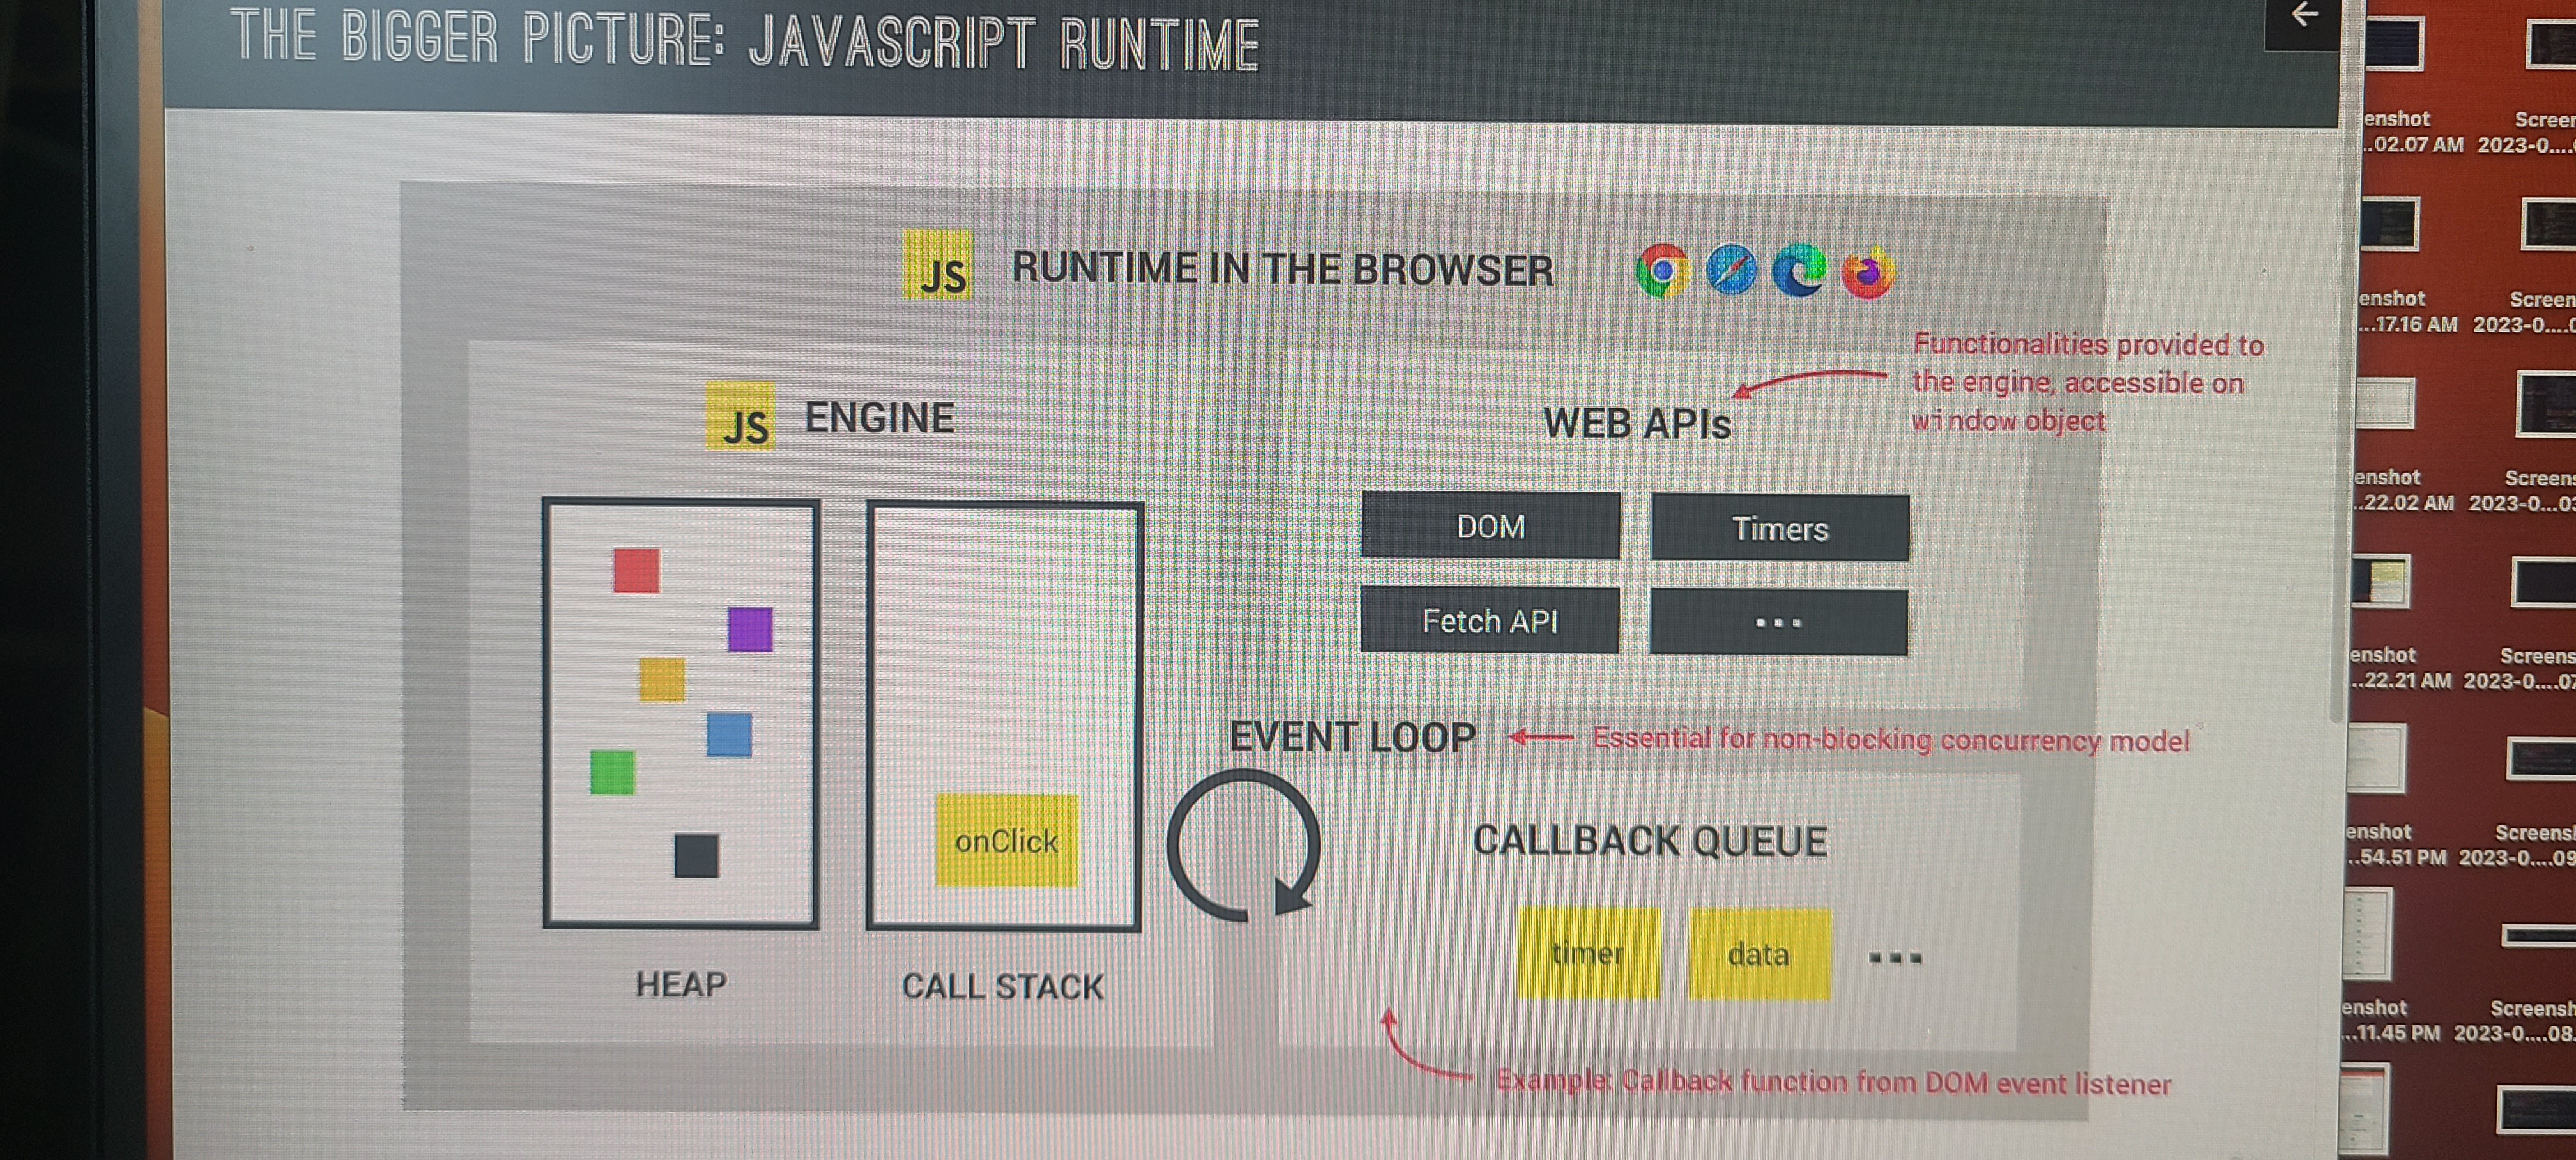 THE BIGGER PICTURE: JAVASCRIPT RUNTIME
JS RUNTIME IN THE BROWSER
Functionalities provided to
the engine, accessible on
window object
JS ENGINE
WEB APIs
DOM
Timers
Fetch API
...
EVENT LOOP
Essential for non-blocking concurrency model
onClick
CALLBACK QUEUE
timer
data
...
HEAP
CALL STACK
Example: Callback function from DOM event listener
enshot Screen
..02.07 AM 2023-0....
enshot Screen
...17.16 AM 2023-0....0
enshot Screens
..22.02 AM 2023-0...03
enshot Screens
..22.21 AM 2023-0....07
enshot Screensh
..54.51 PM 2023-0....09
enshot Screensh
...11.45 PM 2023-0....08.